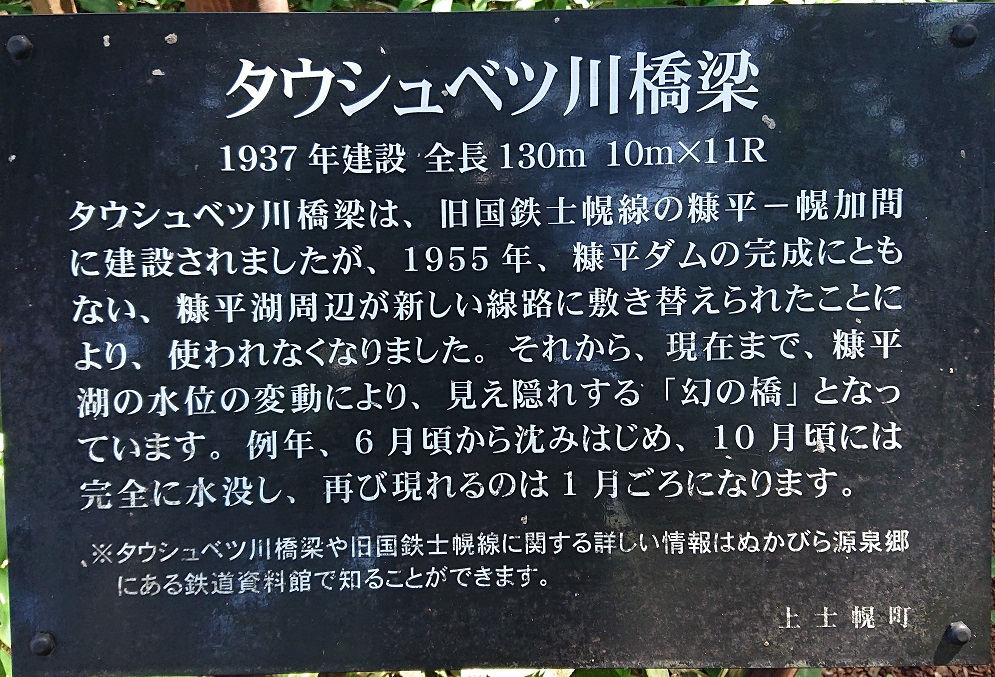 タウシュベツ川橋梁
1937年建設 全長130m 10m×11R
タウシュベツ川橋梁は、旧国鉄士幌線の糠平－幌加間
に建設されましたが、1955年、糠平ダムの完成にとも
ない、糠平湖周辺が新しい線路に敷き替えられたことに
より、使われなくなりました。それから、現在まで、糠平
湖の水位の変動により、見え隠れする「幻の橋」となっ
ています。例年、6月頃から沈みはじめ、10月頃には
完全に水没し、再び現れるのは1月ごろになります。
※タウシュベツ川橋梁や旧国鉄士幌線に関する詳しい情報はぬかびら源泉郷
にある鉄道資料館で知ることができます。
上士幌町